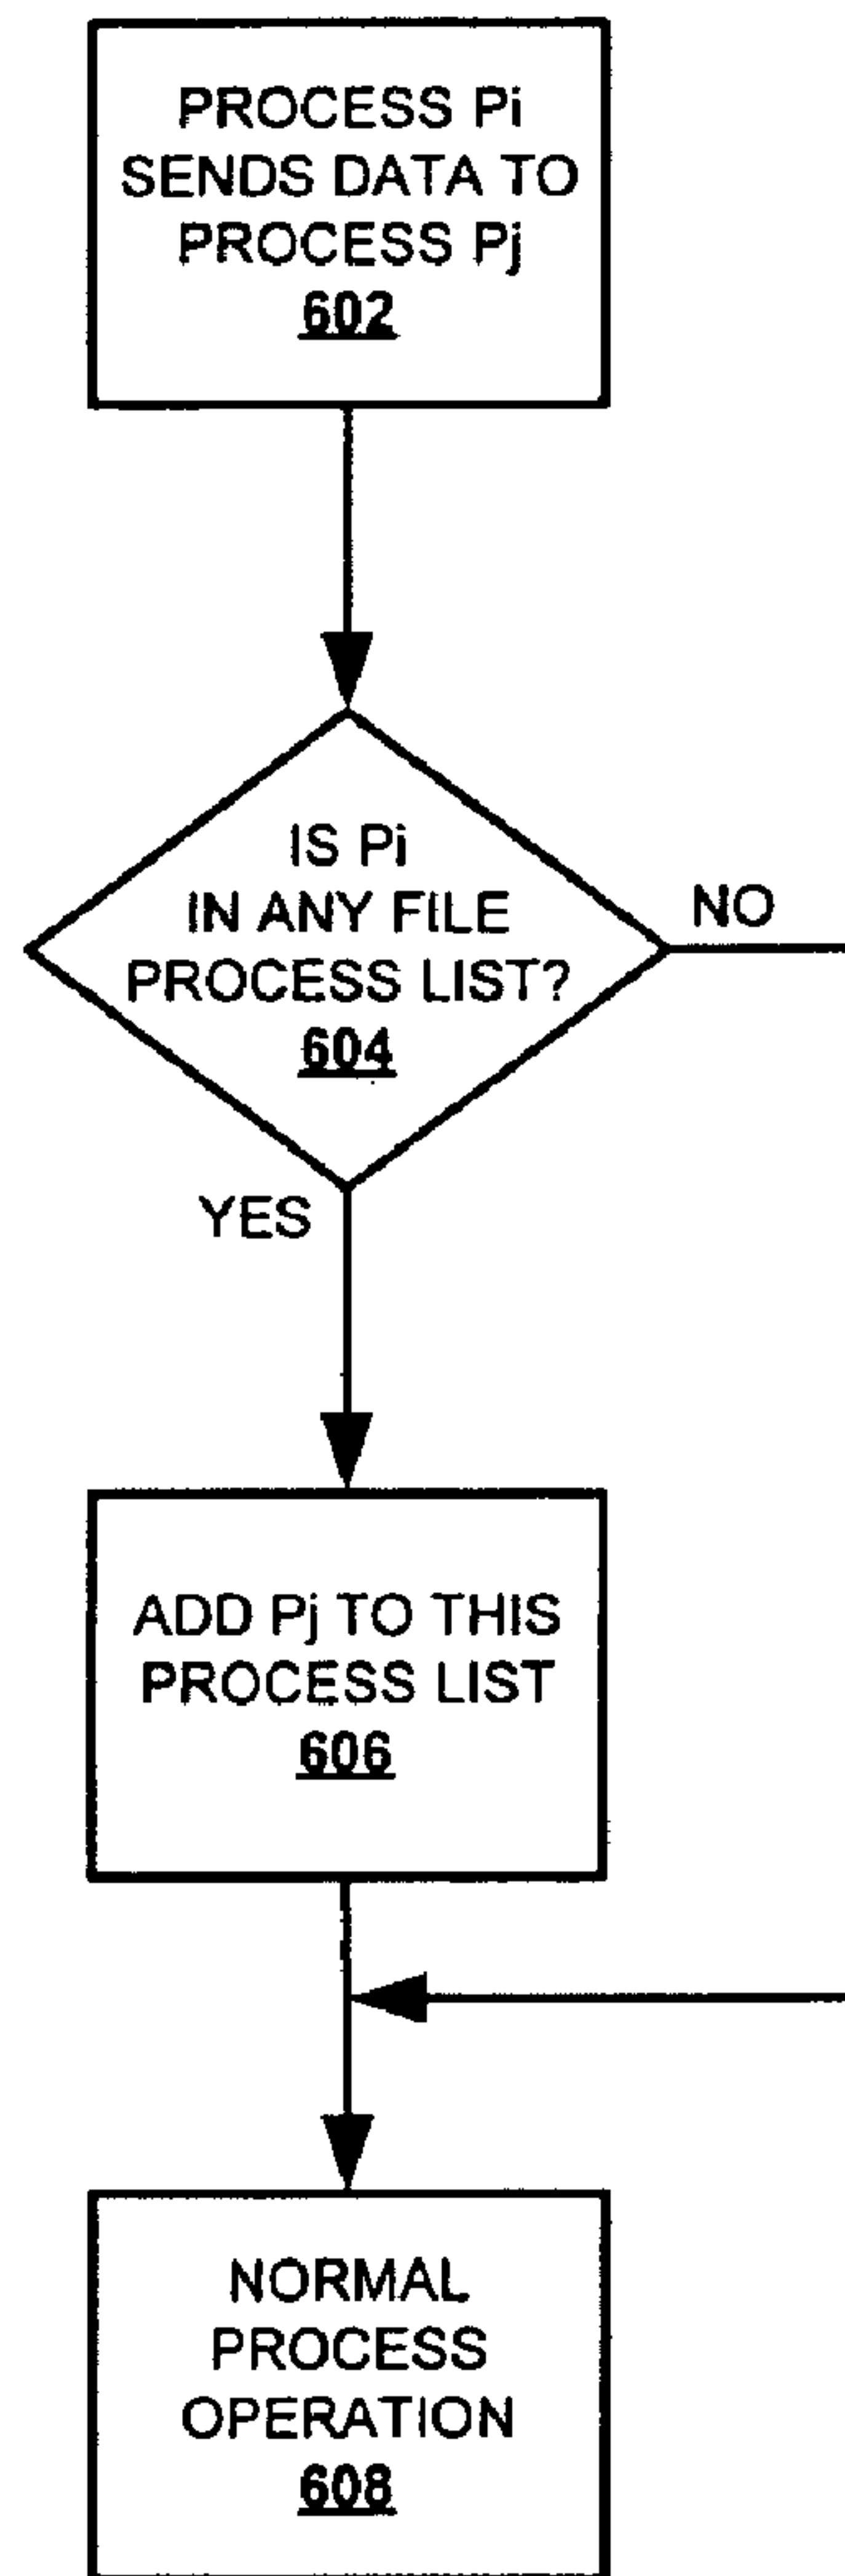 PROCESS Pi
SENDS DATA TO
PROCESS Pj
602
IS Pi
IN ANY FILE
PROCESS LIST?
604
NO
YES
ADD Pj TO THIS
PROCESS LIST
606
NORMAL
PROCESS
OPERATION
608